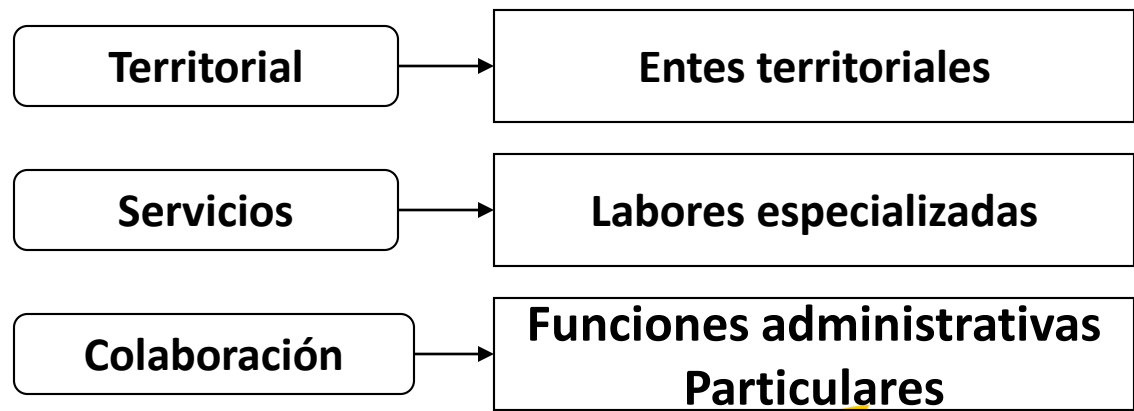 Territorial
Entes territoriales
Servicios
Labores especializadas
Colaboración
Funciones administrativas
Particulares